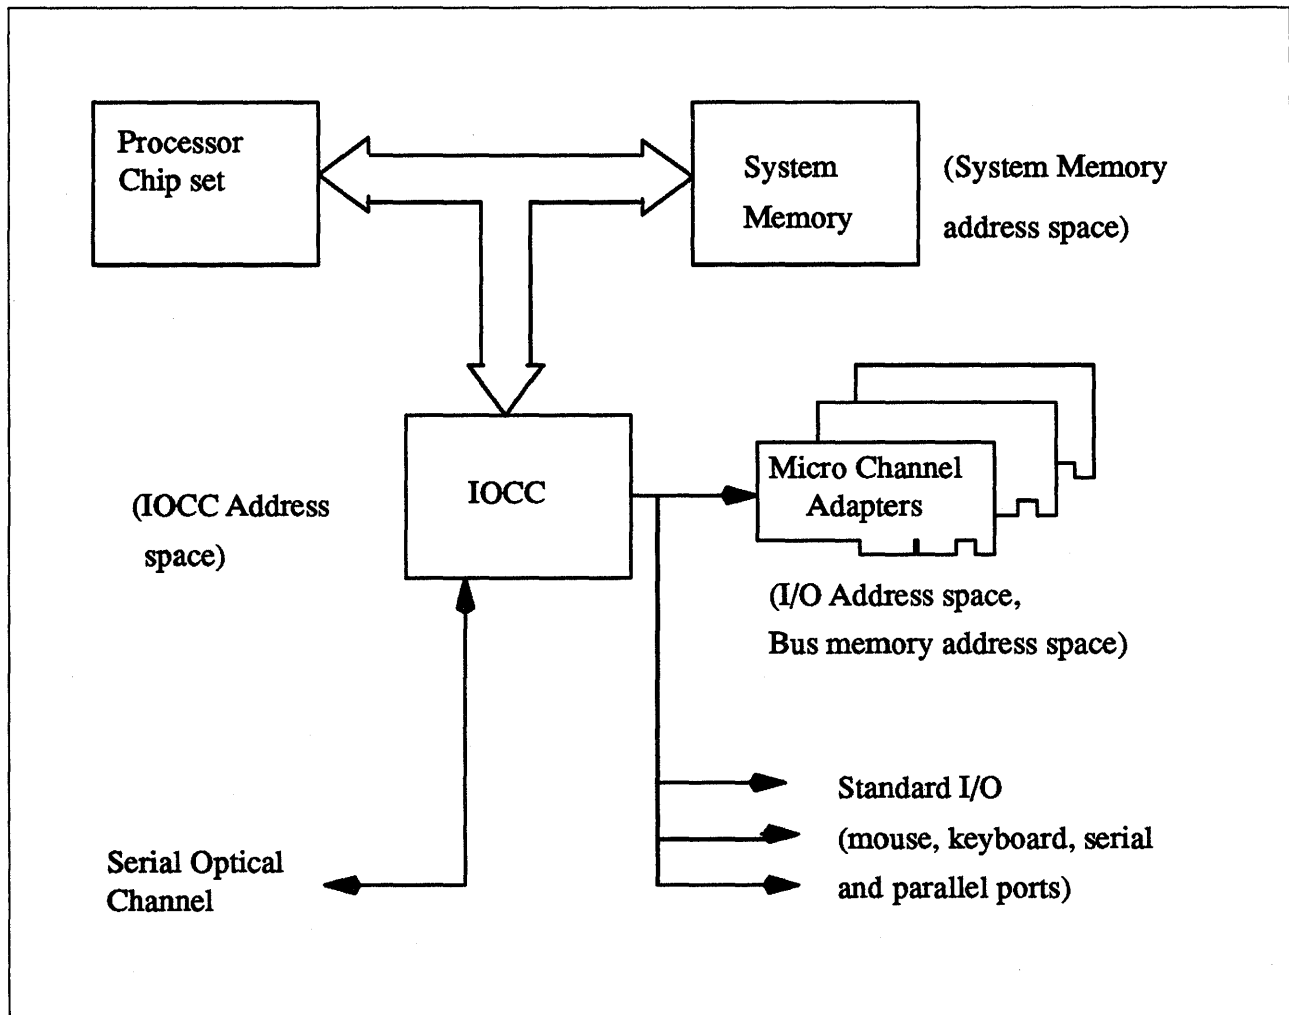 Processor
Chip set
System
Memory
(System Memory
address space)
IOCC
(IOCC Address
space)
Micro Channel
Adapters
(I/O Address space,
Bus memory address space)
Standard I/O
(mouse, keyboard, serial
and parallel ports)
Serial Optical
Channel